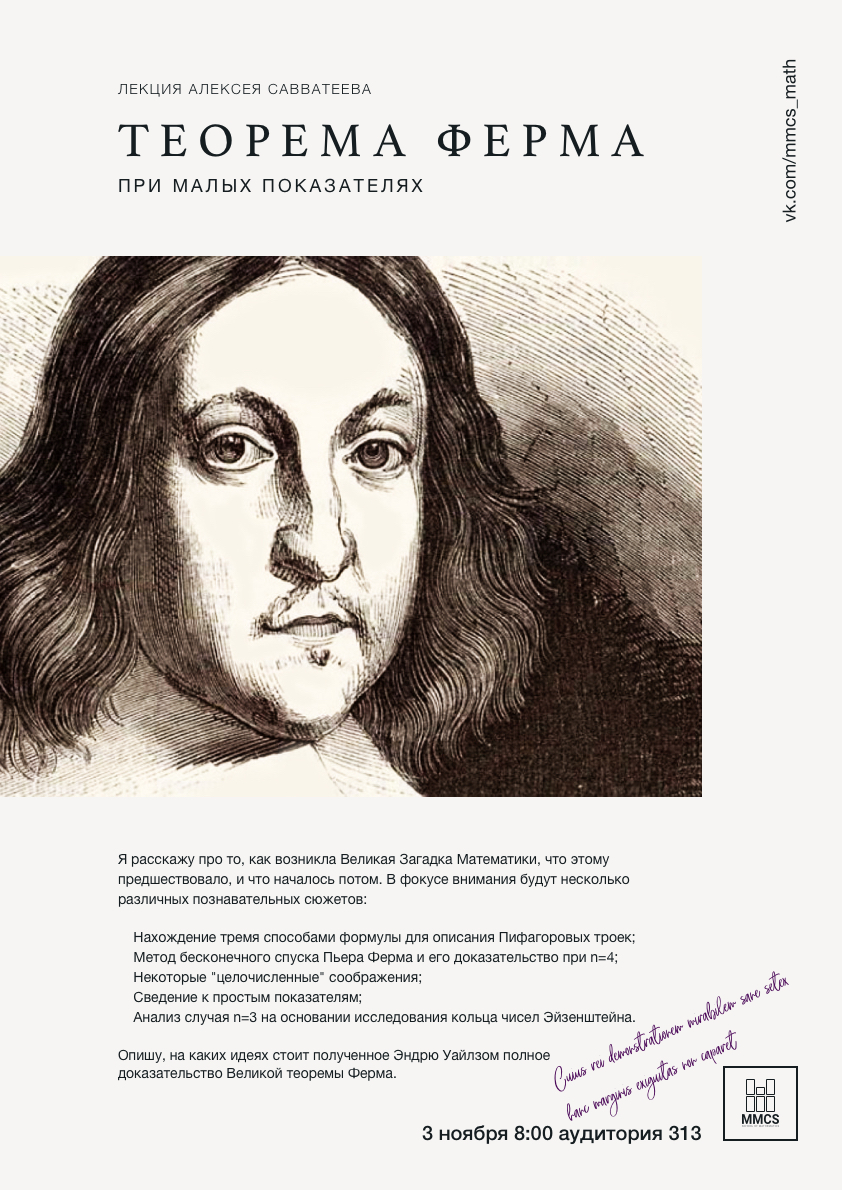 ЛЕКЦИЯ АЛЕКСЕЯ САВВАТЕЕВА
ТЕОРЕМА ФЕРМА
ПРИ МАЛЫХ ПОКАЗАТЕЛЯХ
vk.com/mmcs_math
Я расскажу про то, как возникла Великая Загадка Математики, что этому
предшествовало, и что началось потом. В фокусе внимания будут несколько
различных познавательных сюжетов:
Нахождение тремя способами формулы для описания Пифагоровых троек;
Метод бесконечного спуска Пьера Ферма и его доказательство при n=4;
Некоторые "целочисленные" соображения;
Сведение к простым показателям;
Анализ случая n=3 на основании исследования кольца чисел Эйзенштейна.
Опишу, на каких идеях стоит полученное Эндрю Уайлзом полное
доказательство Великой теоремы Ферма.
Cuius rei demonstrationem mirabilem sane
hanc marginis exiguitas non caparet
3 ноября 8:00 аудитория 313
MMCS